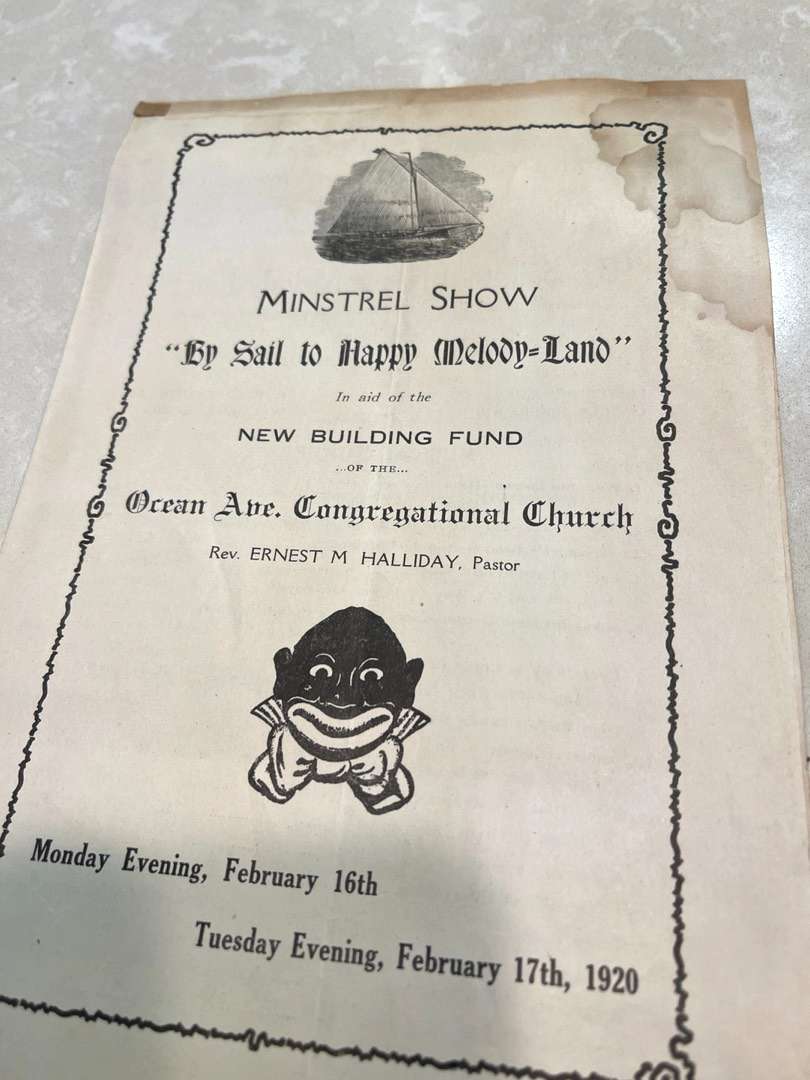 MINSTREL SHOW
"By Sail to Happy Melody=Land"
In aid of the
NEW BUILDING FUND
...OF THE...
Ocean Ave. Congregational Church
Rev. ERNEST M HALLIDAY, Pastor
Monday Evening, February 16th
Tuesday Evening, February 17th, 1920